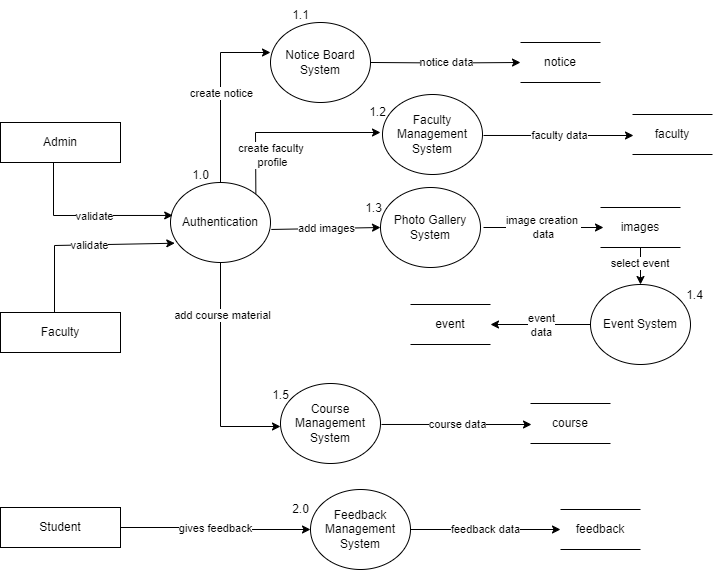 1.1
Notice Board
System
notice data
notice
create notice
1.2
Faculty
Management
System
faculty data
faculty
Admin
create faculty
profile
1.0
validate
Authentication
add images
1.3
Photo Gallery
System
image creation
data
images
validate
select event
1.4
Faculty
add course material
event
event
data
Event System
1.5
Course
Management
System
course data
course
2.0
Student
gives feedback
Feedback
Management
System
feedback data
feedback